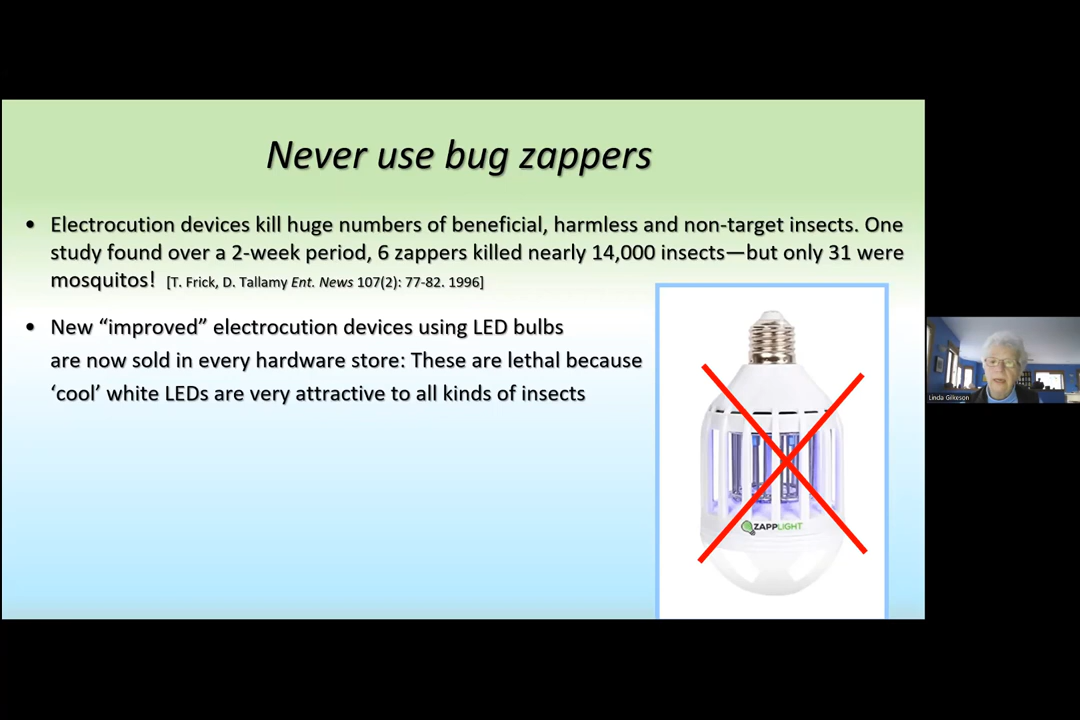 Never use bug zappers
• Electrocution devices kill huge numbers of beneficial, harmless and non-target insects. One
study found over a 2-week period, 6 zappers killed nearly 14,000 insects—but only 31 were
mosquitos! [T. Frick, D. Tallamy Ent. News 107(2): 77-82. 1996]
• New “improved” electrocution devices using LED bulbs
are now sold in every hardware store: These are lethal because
‘cool’ white LEDs are very attractive to all kinds of insects
ZAPPLIGHT
Linda Gilkeson